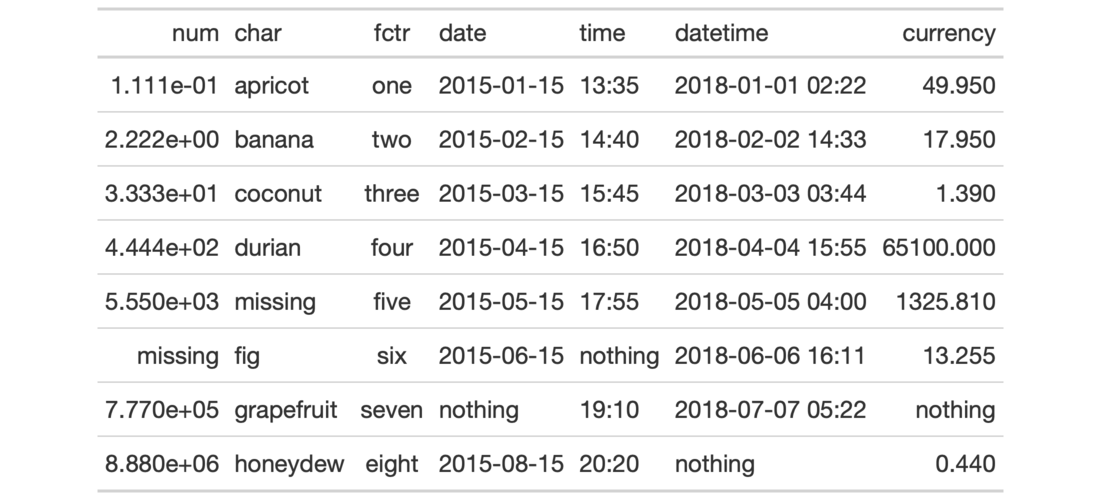 num char fctr date time datetime currency
1.111e-01 apricot one 2015-01-15 13:35 2018-01-01 02:22 49.950
2.222e+00 banana two 2015-02-15 14:40 2018-02-02 14:33 17.950
3.333e+01 coconut three 2015-03-15 15:45 2018-03-03 03:44 1.390
4.444e+02 durian four 2015-04-15 16:50 2018-04-04 15:55 65100.000
5.550e+03 missing five 2015-05-15 17:55 2018-05-05 04:00 1325.810
missing fig six 2015-06-15 nothing 2018-06-06 16:11 13.255
7.770e+05 grapefruit seven nothing 19:10 2018-07-07 05:22 nothing
8.880e+06 honeydew eight 2015-08-15 20:20 nothing 0.440